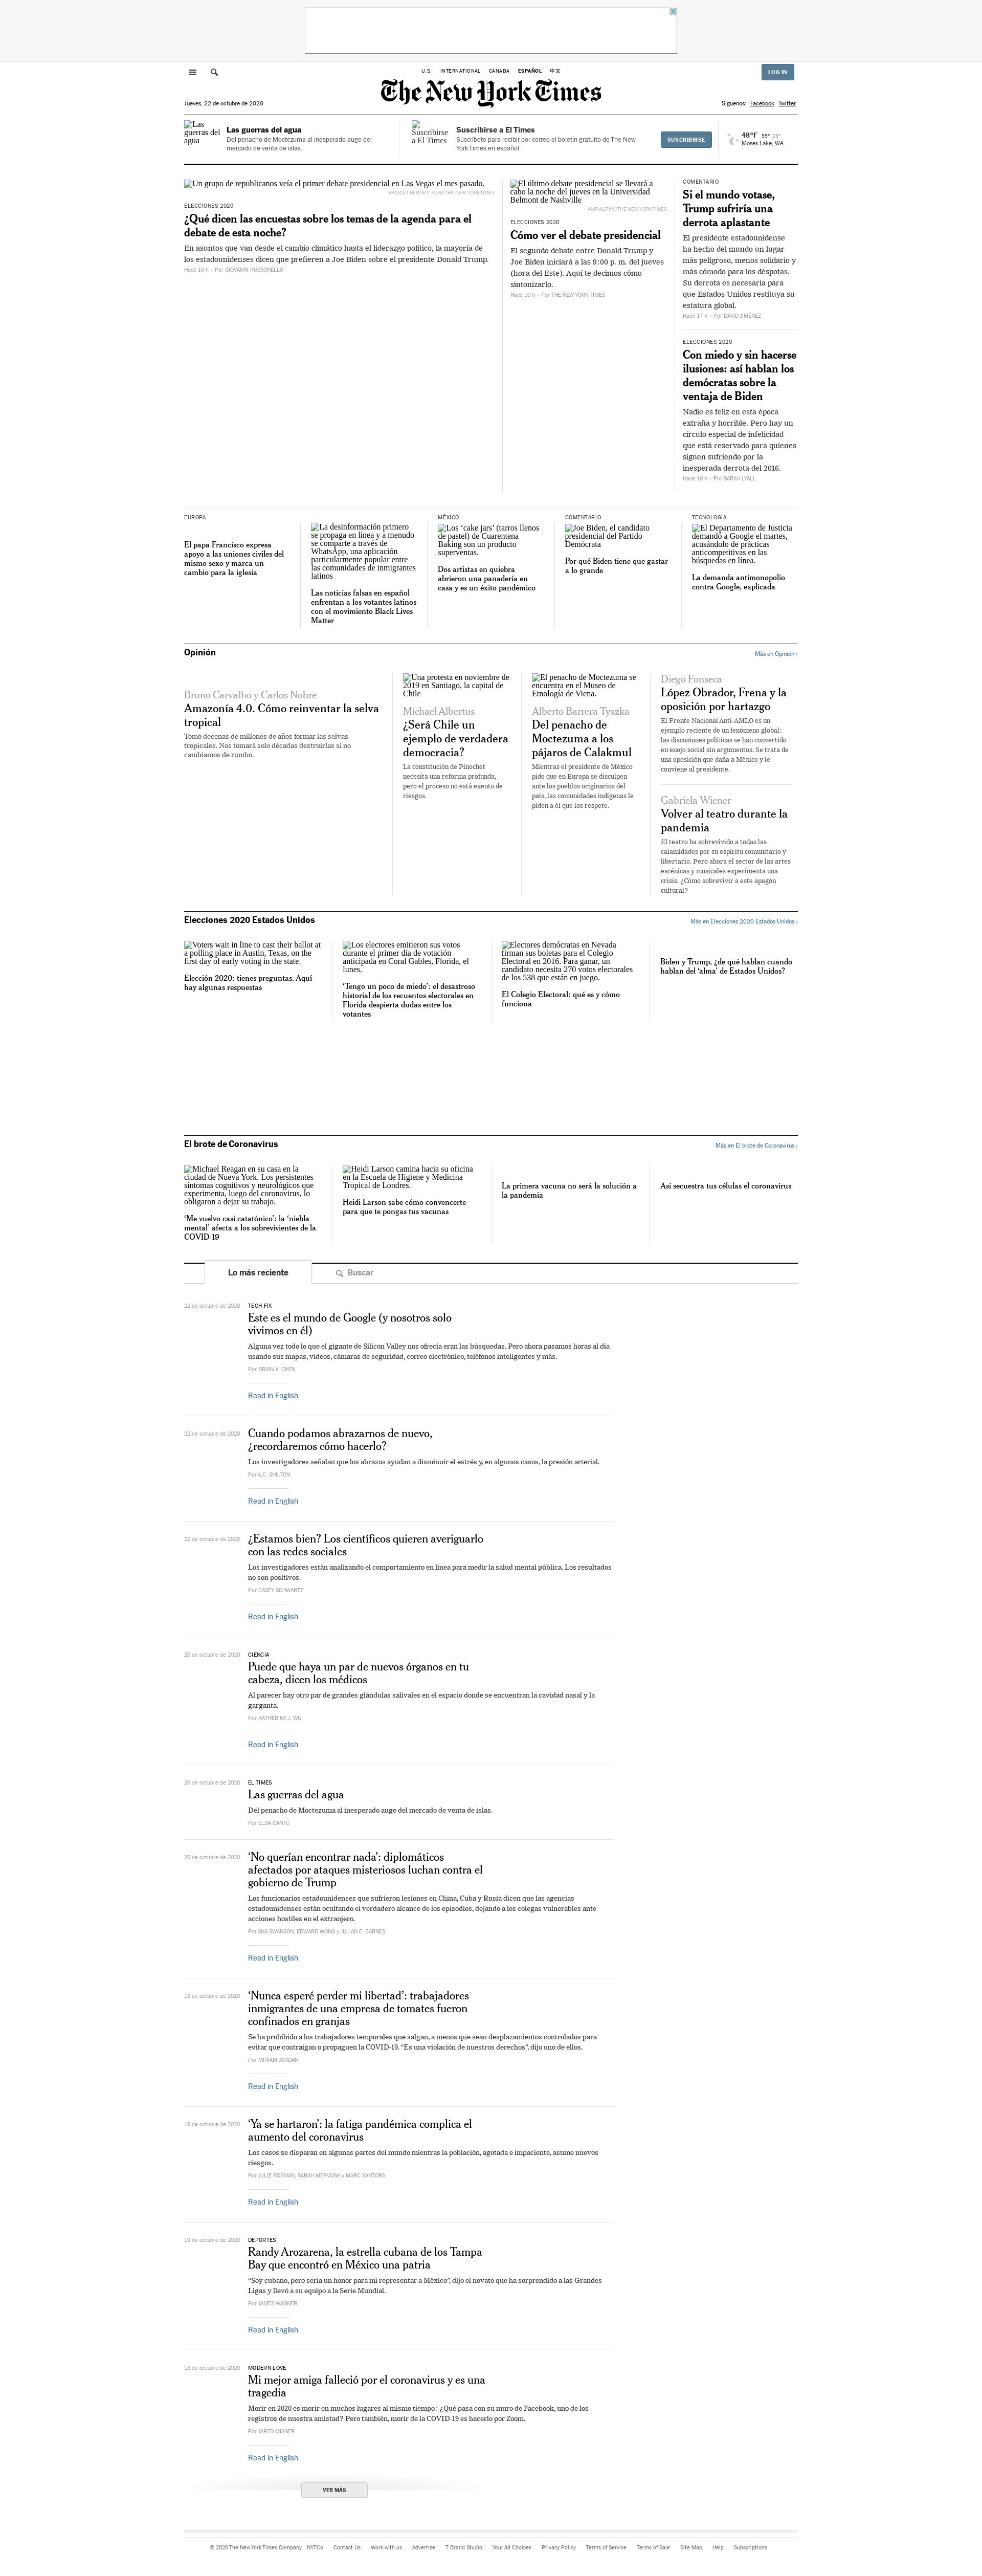 U.S. INTERNATIONAL CANADA ESPAÑOL 中文
LOG IN
The New York Times
Jueves, 22 de octubre de 2020
Síguenos: Facebook Twitter
Las guerras del agua
Las guerras del agua
Del penacho de Moctezuma al inesperado auge del mercado de venta de islas.
Suscribirse a El Times
Suscribirse a El Times
Suscríbete para recibir por correo el boletín gratuito de The New York Times en español.
SUSCRIBIRSE
48°F 55° 28°
Moses Lake, WA
Un grupo de republicanos veía el primer debate presidencial en Las Vegas el mes pasado.
BRIDGET BENNETT PARA THE NEW YORK TIMES
ELECCIONES 2020
¿Qué dicen las encuestas sobre los temas de la agenda para el debate de esta noche?
En asuntos que van desde el cambio climático hasta el liderazgo político, la mayoría de los estadounidenses dicen que prefieren a Joe Biden sobre el presidente Donald Trump.
Hace 10 h - Por GIOVANNI RUSSONELLO
El último debate presidencial se llevará a cabo la noche del jueves en la Universidad Belmont de Nashville
AMR ALFIKY/THE NEW YORK TIMES
ELECCIONES 2020
Cómo ver el debate presidencial
El segundo debate entre Donald Trump y Joe Biden iniciará a las 9:00 p. m. del jueves (hora del Este). Aquí te decimos cómo sintonizarlo.
Hace 10 h - Por THE NEW YORK TIMES
COMENTARIO
Si el mundo votase, Trump sufriría una derrota aplastante
El presidente estadounidense ha hecho del mundo un lugar más peligroso, menos solidario y más cómodo para los déspotas. Su derrota es necesaria para que Estados Unidos restituya su estatura global.
Hace 17 h - Por DAVID JIMÉNEZ
ELECCIONES 2020
Con miedo y sin hacerse ilusiones: así hablan los demócratas sobre la ventaja de Biden
Nadie es feliz en esta época extraña y horrible. Pero hay un círculo especial de infelicidad que está reservado para quienes siguen sufriendo por la inesperada derrota del 2016.
Hace 19 h - Por SARAH LYALL
EUROPA
El papa Francisco expresa apoyo a las uniones civiles del mismo sexo y marca un cambio para la iglesia
La desinformación primero se propaga en línea y a menudo se comparte a través de WhatsApp, una aplicación particularmente popular entre las comunidades de inmigrantes latinos
Las noticias falsas en español enfrentan a los votantes latinos con el movimiento Black Lives Matter
MÉXICO
Los ‘cake jars’ (tarros llenos de pastel) de Cuarentena Baking son un producto superventas.
Dos artistas en quiebra abrieron una panadería en casa y es un éxito pandémico
COMENTARIO
Joe Biden, el candidato presidencial del Partido Demócrata
Por qué Biden tiene que gastar a lo grande
TECNOLOGÍA
El Departamento de Justicia demandó a Google el martes, acusándolo de prácticas anticompetitivas en las búsquedas en línea.
La demanda antimonopolio contra Google, explicada
Opinión
Más en Opinión ›
Bruno Carvalho y Carlos Nobre
Amazonía 4.0. Cómo reinventar la selva tropical
Tomó decenas de millones de años formar las selvas tropicales. Nos tomará solo décadas destruirlas si no cambiamos de rumbo.
Una protesta en noviembre de 2019 en Santiago, la capital de Chile
Michael Albertus
¿Será Chile un ejemplo de verdadera democracia?
La constitución de Pinochet necesita una reforma profunda, pero el proceso no está exento de riesgos.
El penacho de Moctezuma se encuentra en el Museo de Etnología de Viena.
Alberto Barrera Tyszka
Del penacho de Moctezuma a los pájaros de Calakmul
Mientras el presidente de México pide que en Europa se disculpen ante los pueblos originarios del país, las comunidades indígenas le piden a él que los respete.
Diego Fonseca
López Obrador, Frena y la oposición por hartazgo
El Frente Nacional Anti-AMLO es un ejemplo reciente de un fenómeno global: las discusiones políticas se han convertido en enojo social sin argumentos. Se trata de una oposición que daña a México y le conviene al presidente.
Gabriela Wiener
Volver al teatro durante la pandemia
El teatro ha sobrevivido a todas las calamidades por su espíritu comunitario y libertario. Pero ahora el sector de las artes escénicas y musicales experimenta una crisis. ¿Cómo sobrevivir a este apagón cultural?
Elecciones 2020 Estados Unidos
Más en Elecciones 2020 Estados Unidos ›
Voters wait in line to cast their ballot at a polling place in Austin, Texas, on the first day of early voting in the state.
Elección 2020: tienes preguntas. Aquí hay algunas respuestas
Los electores emitieron sus votos durante el primer día de votación anticipada en Coral Gables, Florida, el lunes.
‘Tengo un poco de miedo’: el desastroso historial de los recuentos electorales en Florida despierta dudas entre los votantes
Electores demócratas en Nevada firman sus boletas para el Colegio Electoral en 2016. Para ganar, un candidato necesita 270 votos electorales de los 538 que están en juego.
El Colegio Electoral: qué es y cómo funciona
Biden y Trump, ¿de qué hablan cuando hablan del ‘alma’ de Estados Unidos?
El brote de Coronavirus
Más en El brote de Coronavirus ›
Michael Reagan en su casa en la ciudad de Nueva York. Los persistentes síntomas cognitivos y neurológicos que experimenta, luego del coronavirus, lo obligaron a dejar su trabajo.
‘Me vuelvo casi catatónico’: la ‘niebla mental’ afecta a los sobrevivientes de la COVID-19
Heidi Larson camina hacia su oficina en la Escuela de Higiene y Medicina Tropical de Londres.
Heidi Larson sabe cómo convencerte para que te pongas tus vacunas
La primera vacuna no será la solución a la pandemia
Así secuestra tus células el coronavirus
Lo más reciente
Buscar
22 de octubre de 2020
TECH FIX
Este es el mundo de Google (y nosotros solo vivimos en él)
Alguna vez todo lo que el gigante de Silicon Valley nos ofrecía eran las búsquedas. Pero ahora pasamos horas al día usando sus mapas, videos, cámaras de seguridad, correo electrónico, teléfonos inteligentes y más.
Por BRIAN X. CHEN
Read in English
22 de octubre de 2020
Cuando podamos abrazarnos de nuevo, ¿recordaremos cómo hacerlo?
Los investigadores señalan que los abrazos ayudan a disminuir el estrés y, en algunos casos, la presión arterial.
Por A.C. SHILTON
Read in English
22 de octubre de 2020
¿Estamos bien? Los científicos quieren averiguarlo con las redes sociales
Los investigadores están analizando el comportamiento en línea para medir la salud mental pública. Los resultados no son positivos.
Por CASEY SCHWARTZ
Read in English
20 de octubre de 2020
CIENCIA
Puede que haya un par de nuevos órganos en tu cabeza, dicen los médicos
Al parecer hay otro par de grandes glándulas salivales en el espacio donde se encuentran la cavidad nasal y la garganta.
Por KATHERINE J. WU
Read in English
20 de octubre de 2020
EL TIMES
Las guerras del agua
Del penacho de Moctezuma al inesperado auge del mercado de venta de islas.
Por ELDA CANTÚ
20 de octubre de 2020
‘No querían encontrar nada’: diplomáticos afectados por ataques misteriosos luchan contra el gobierno de Trump
Los funcionarios estadounidenses que sufrieron lesiones en China, Cuba y Rusia dicen que las agencias estadounidenses están ocultando el verdadero alcance de los episodios, dejando a los colegas vulnerables ante acciones hostiles en el extranjero.
Por ANA SWANSON, EDWARD WONG y JULIAN E. BARNES
Read in English
19 de octubre de 2020
‘Nunca esperé perder mi libertad’: trabajadores inmigrantes de una empresa de tomates fueron confinados en granjas
Se ha prohibido a los trabajadores temporales que salgan, a menos que sean desplazamientos controlados para evitar que contraigan o propaguen la COVID-19. “Es una violación de nuestros derechos”, dijo uno de ellos.
Por MIRIAM JORDAN
Read in English
19 de octubre de 2020
‘Ya se hartaron’: la fatiga pandémica complica el aumento del coronavirus
Los casos se disparan en algunas partes del mundo mientras la población, agotada e impaciente, asume nuevos riesgos.
Por JULIE BOSMAN, SARAH MERVOSH y MARC SANTORA
Read in English
19 de octubre de 2020
DEPORTES
Randy Arozarena, la estrella cubana de los Tampa Bay que encontró en México una patria
“Soy cubano, pero sería un honor para mí representar a México”, dijo el novato que ha sorprendido a las Grandes Ligas y llevó a su equipo a la Serie Mundial.
Por JAMES WAGNER
Read in English
18 de octubre de 2020
MODERN LOVE
Mi mejor amiga falleció por el coronavirus y es una tragedia
Morir en 2020 es morir en muchos lugares al mismo tiempo: ¿Qué pasa con su muro de Facebook, uno de los registros de nuestra amistad? Pero también, morir de la COVID-19 es hacerlo por Zoom.
Por JARED MISNER
Read in English
VER MÁS
© 2020 The New York Times Company NYTCo Contact Us Work with us Advertise T Brand Studio Your Ad Choices Privacy Policy Terms of Service Terms of Sale Site Map Help Subscriptions